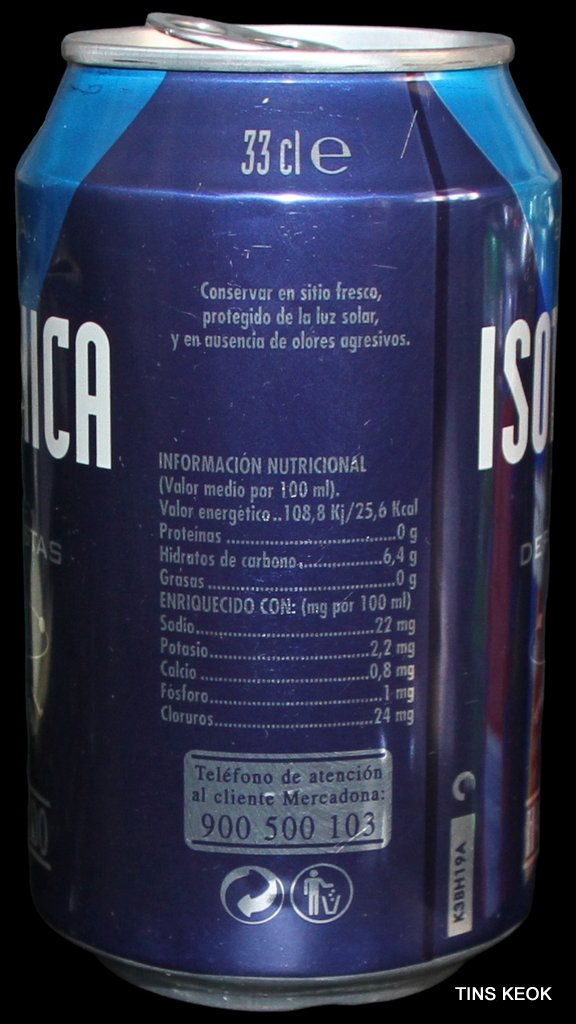 33 cl e
Conservar en sitio fresco,
protegido de la luz solar,
y en ausencia de olores agresivos.
INFORMACIÓN NUTRICIONAL
(Valor medio por 100 ml).
Valor energético..108,8 Kj/25,6 Kcal
Proteínas ..............................0 g
Hidratos de carbono..................6,4 g
Grasas ..................................0 g
ENRIQUECIDO CON: (mg por 100 ml)
Sodio.................................22 mg
Potasio...............................2,2 mg
Calcio ................................0,8 mg
Fósforo................................1 mg
Cloruros..............................24 mg
Teléfono de atención
al cliente Mercadona:
900 500 103
K3BH19A
TINS KEOK